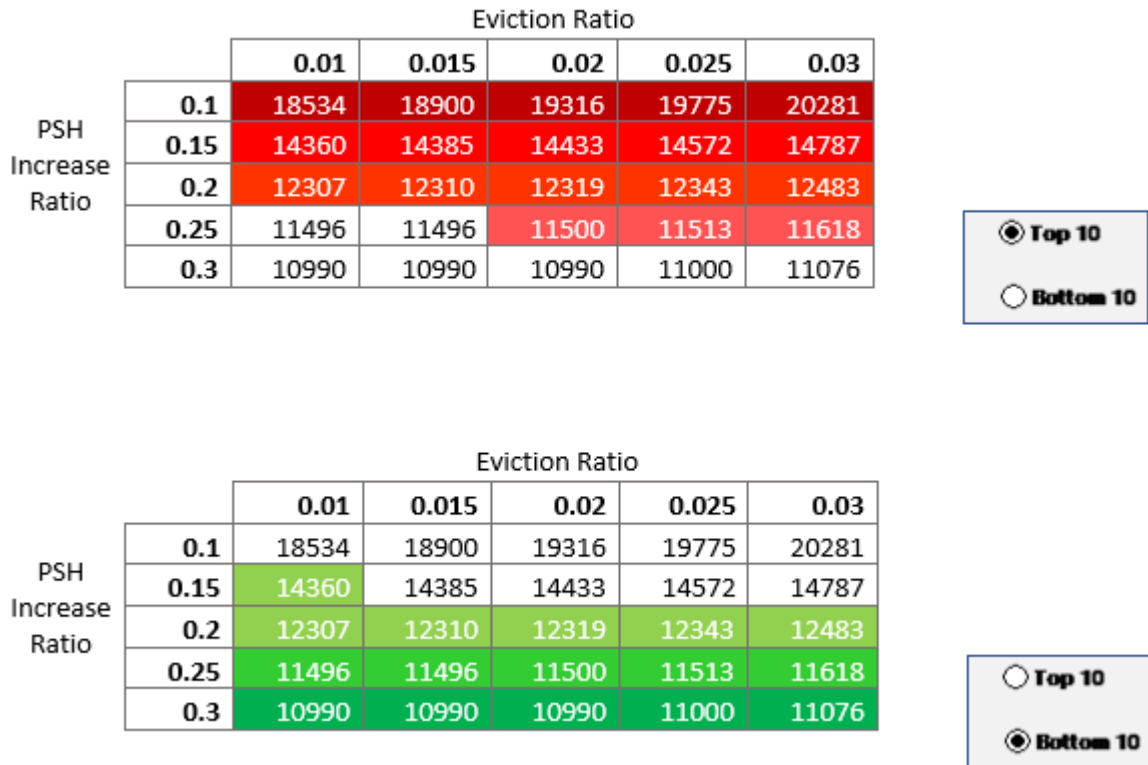 Eviction Ratio
0.01 0.015 0.02 0.025 0.03
PSH Increase Ratio
0.1 18534 18900 19316 19775 20281
0.15 14360 14385 14433 14572 14787
0.2 12307 12310 12319 12343 12483
0.25 11496 11496 11500 11513 11618
0.3 10990 10990 10990 11000 11076
Top 10
Bottom 10
Eviction Ratio
0.01 0.015 0.02 0.025 0.03
PSH Increase Ratio
0.1 18534 18900 19316 19775 20281
0.15 14360 14385 14433 14572 14787
0.2 12307 12310 12319 12343 12483
0.25 11496 11496 11500 11513 11618
0.3 10990 10990 10990 11000 11076
Top 10
Bottom 10